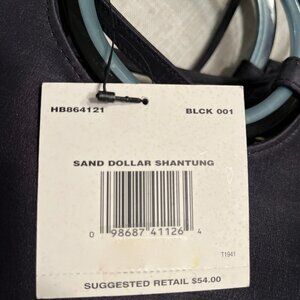 HB864121 BLCK 001
SAND DOLLAR SHANTUNG
0 98687 41126 4
T1941
SUGGESTED RETAIL $54.00